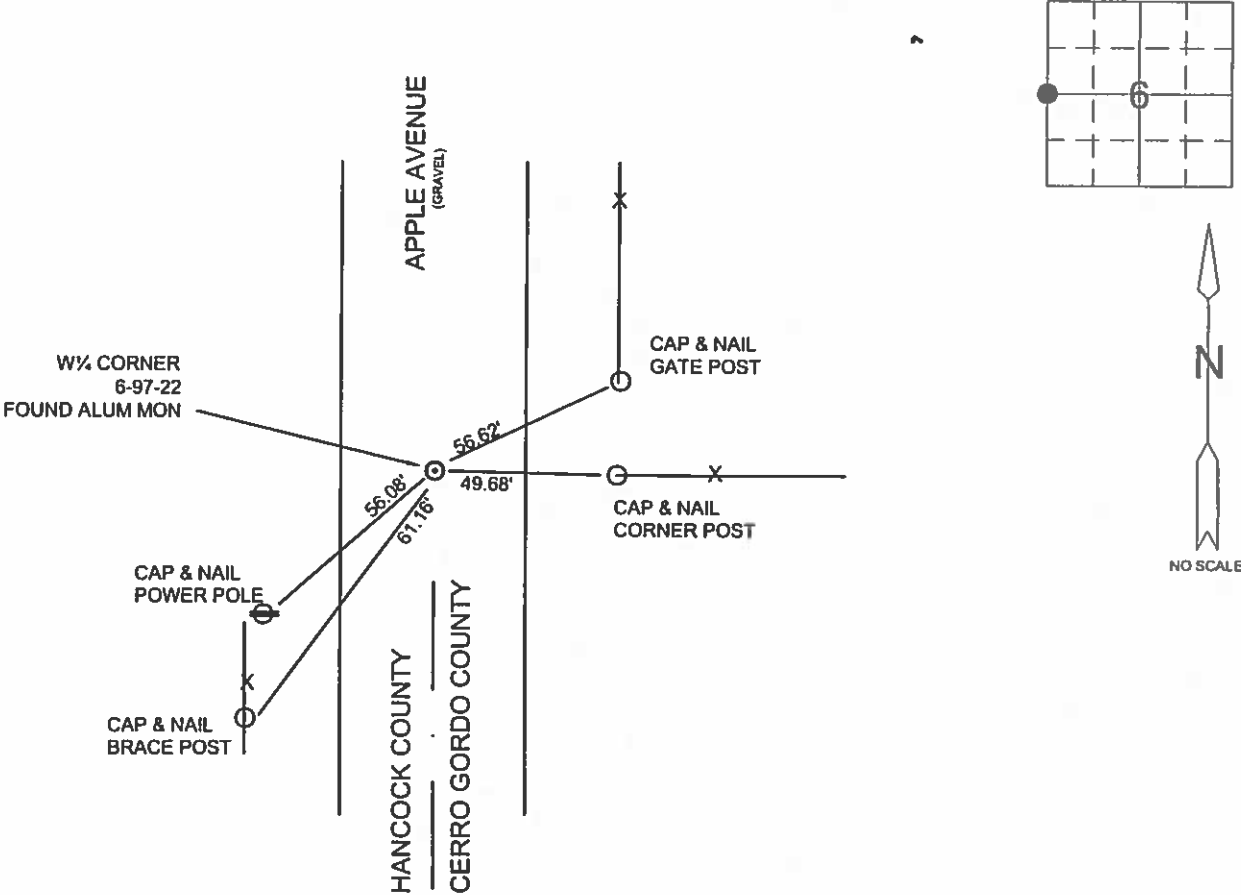 6
APPLE AVENUE
(GRAVEL)
W¼ CORNER
6-97-22
FOUND ALUM MON
CAP & NAIL
GATE POST
N
NO SCALE
56.62'
49.68'
CAP & NAIL
CORNER POST
56.08'
61.16'
CAP & NAIL
POWER POLE
CAP & NAIL
BRACE POST
HANCOCK COUNTY
CERRO GORDO COUNTY